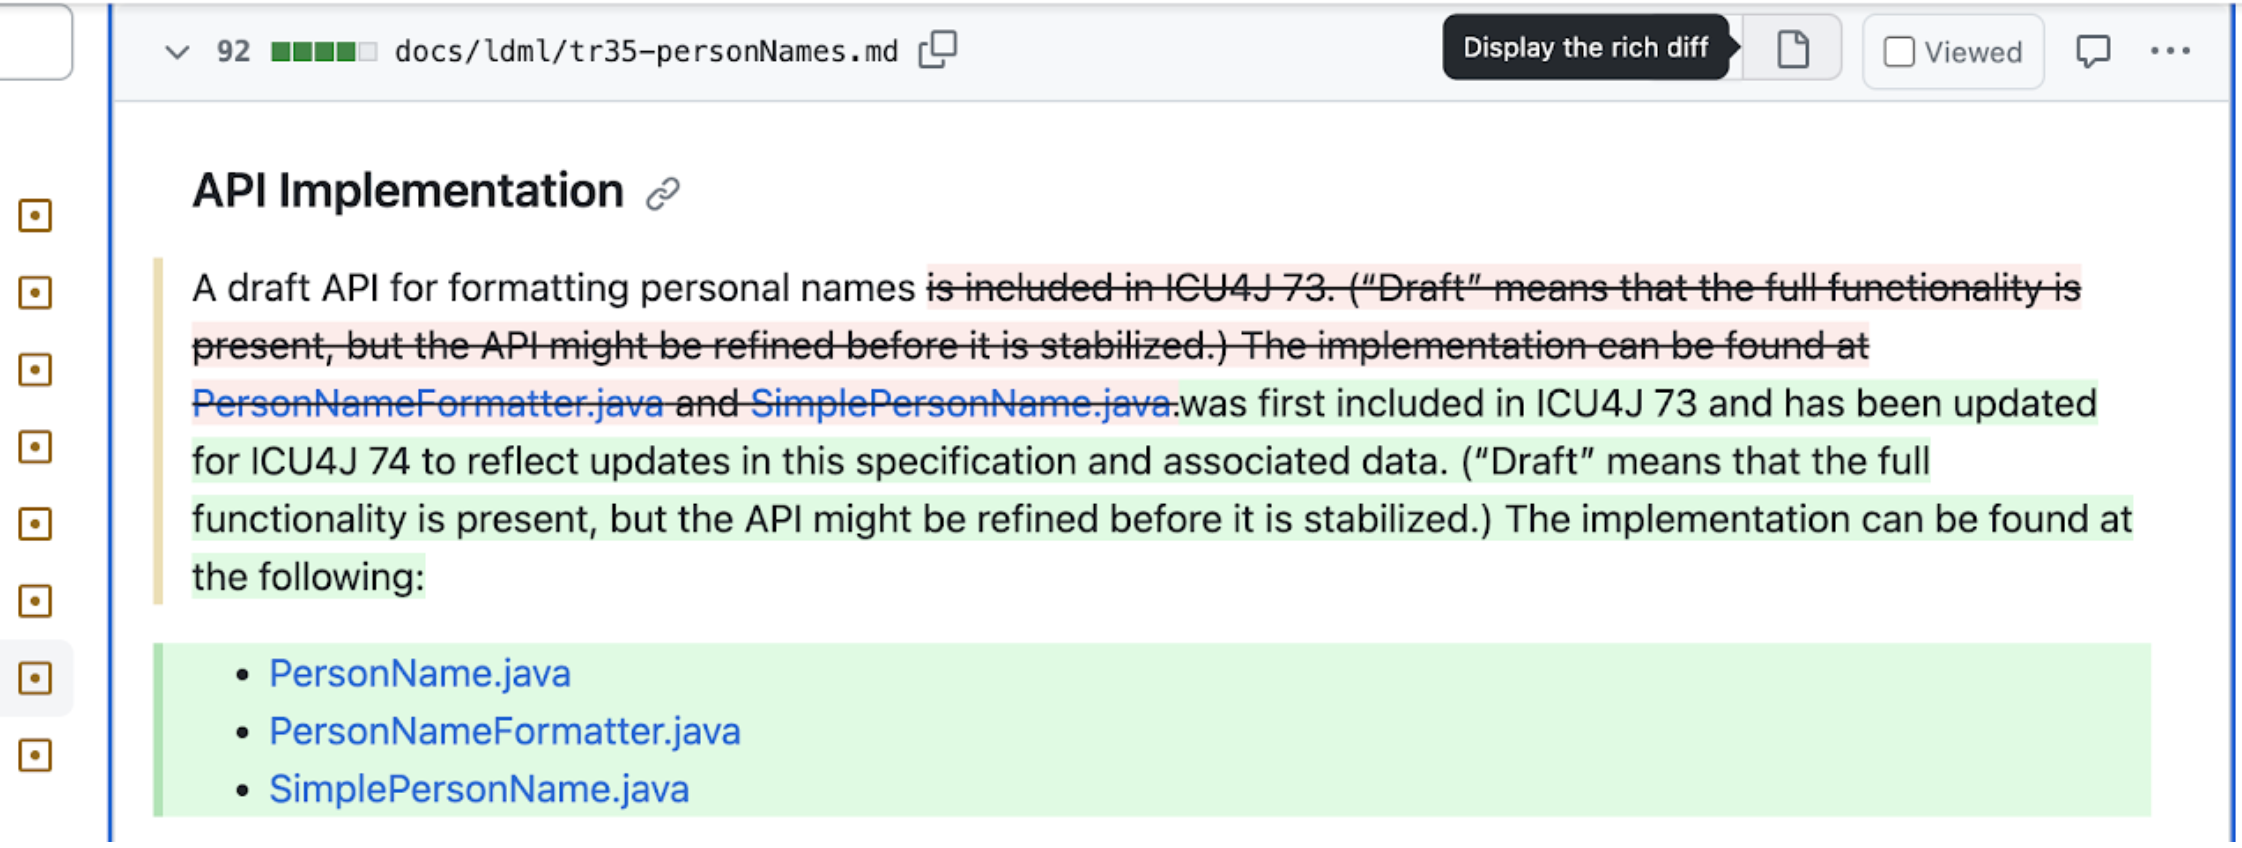 92 docs/ldml/tr35-personNames.md Display the rich diff Viewed
API Implementation
A draft API for formatting personal names is included in ICU4J 73. (“Draft” means that the full functionality is
present, but the API might be refined before it is stabilized.) The implementation can be found at
PersonNameFormatter.java and SimplePersonName.java.was first included in ICU4J 73 and has been updated
for ICU4J 74 to reflect updates in this specification and associated data. (“Draft” means that the full
functionality is present, but the API might be refined before it is stabilized.) The implementation can be found at
the following:
• PersonName.java
• PersonNameFormatter.java
• SimplePersonName.java